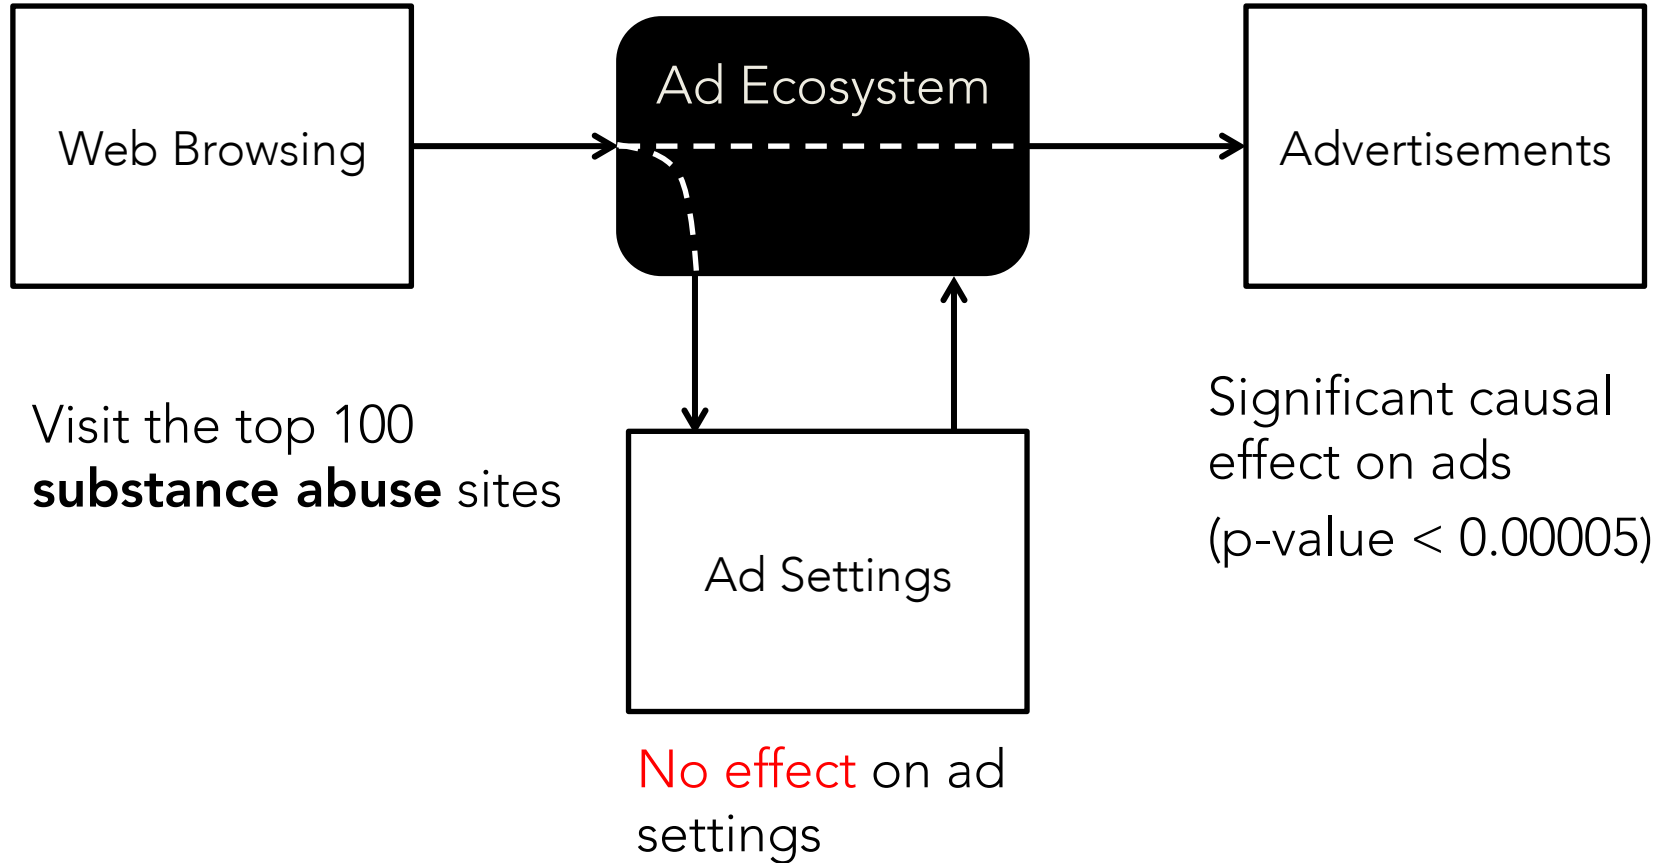 Web Browsing
Ad Ecosystem
Advertisements
Visit the top 100
substance abuse sites
Ad Settings
No effect on ad
settings
Significant causal
effect on ads
(p-value < 0.00005)